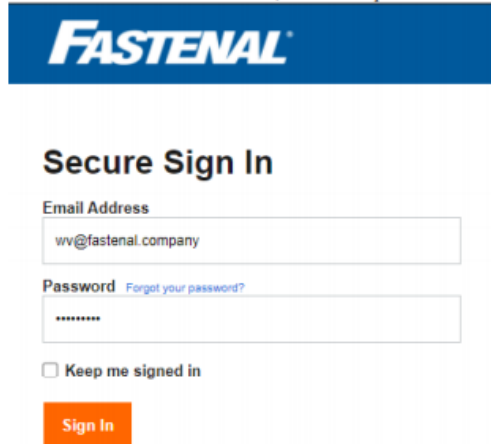 FASTENAL
Secure Sign In
Email Address
wv@fastenal.company
Password Forgot your password?
•••••••••
Keep me signed in
Sign In